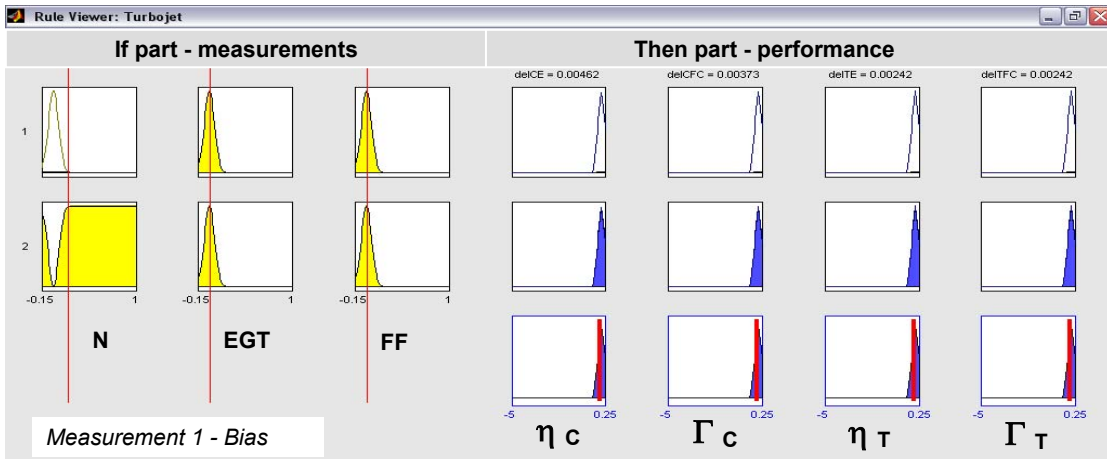 Rule Viewer: Turbojet
If part - measurements Then part - performance
delCE = 0.00462 delCFC = 0.00373 delTE = 0.00242 delTFC = 0.00242
1
2
-0.15 1 -0.15 1 -0.15 1
N EGT FF
-5 0.25 -5 0.25 -5 0.25 -5 0.25
η C Γ C η T Γ T
Measurement 1 - Bias